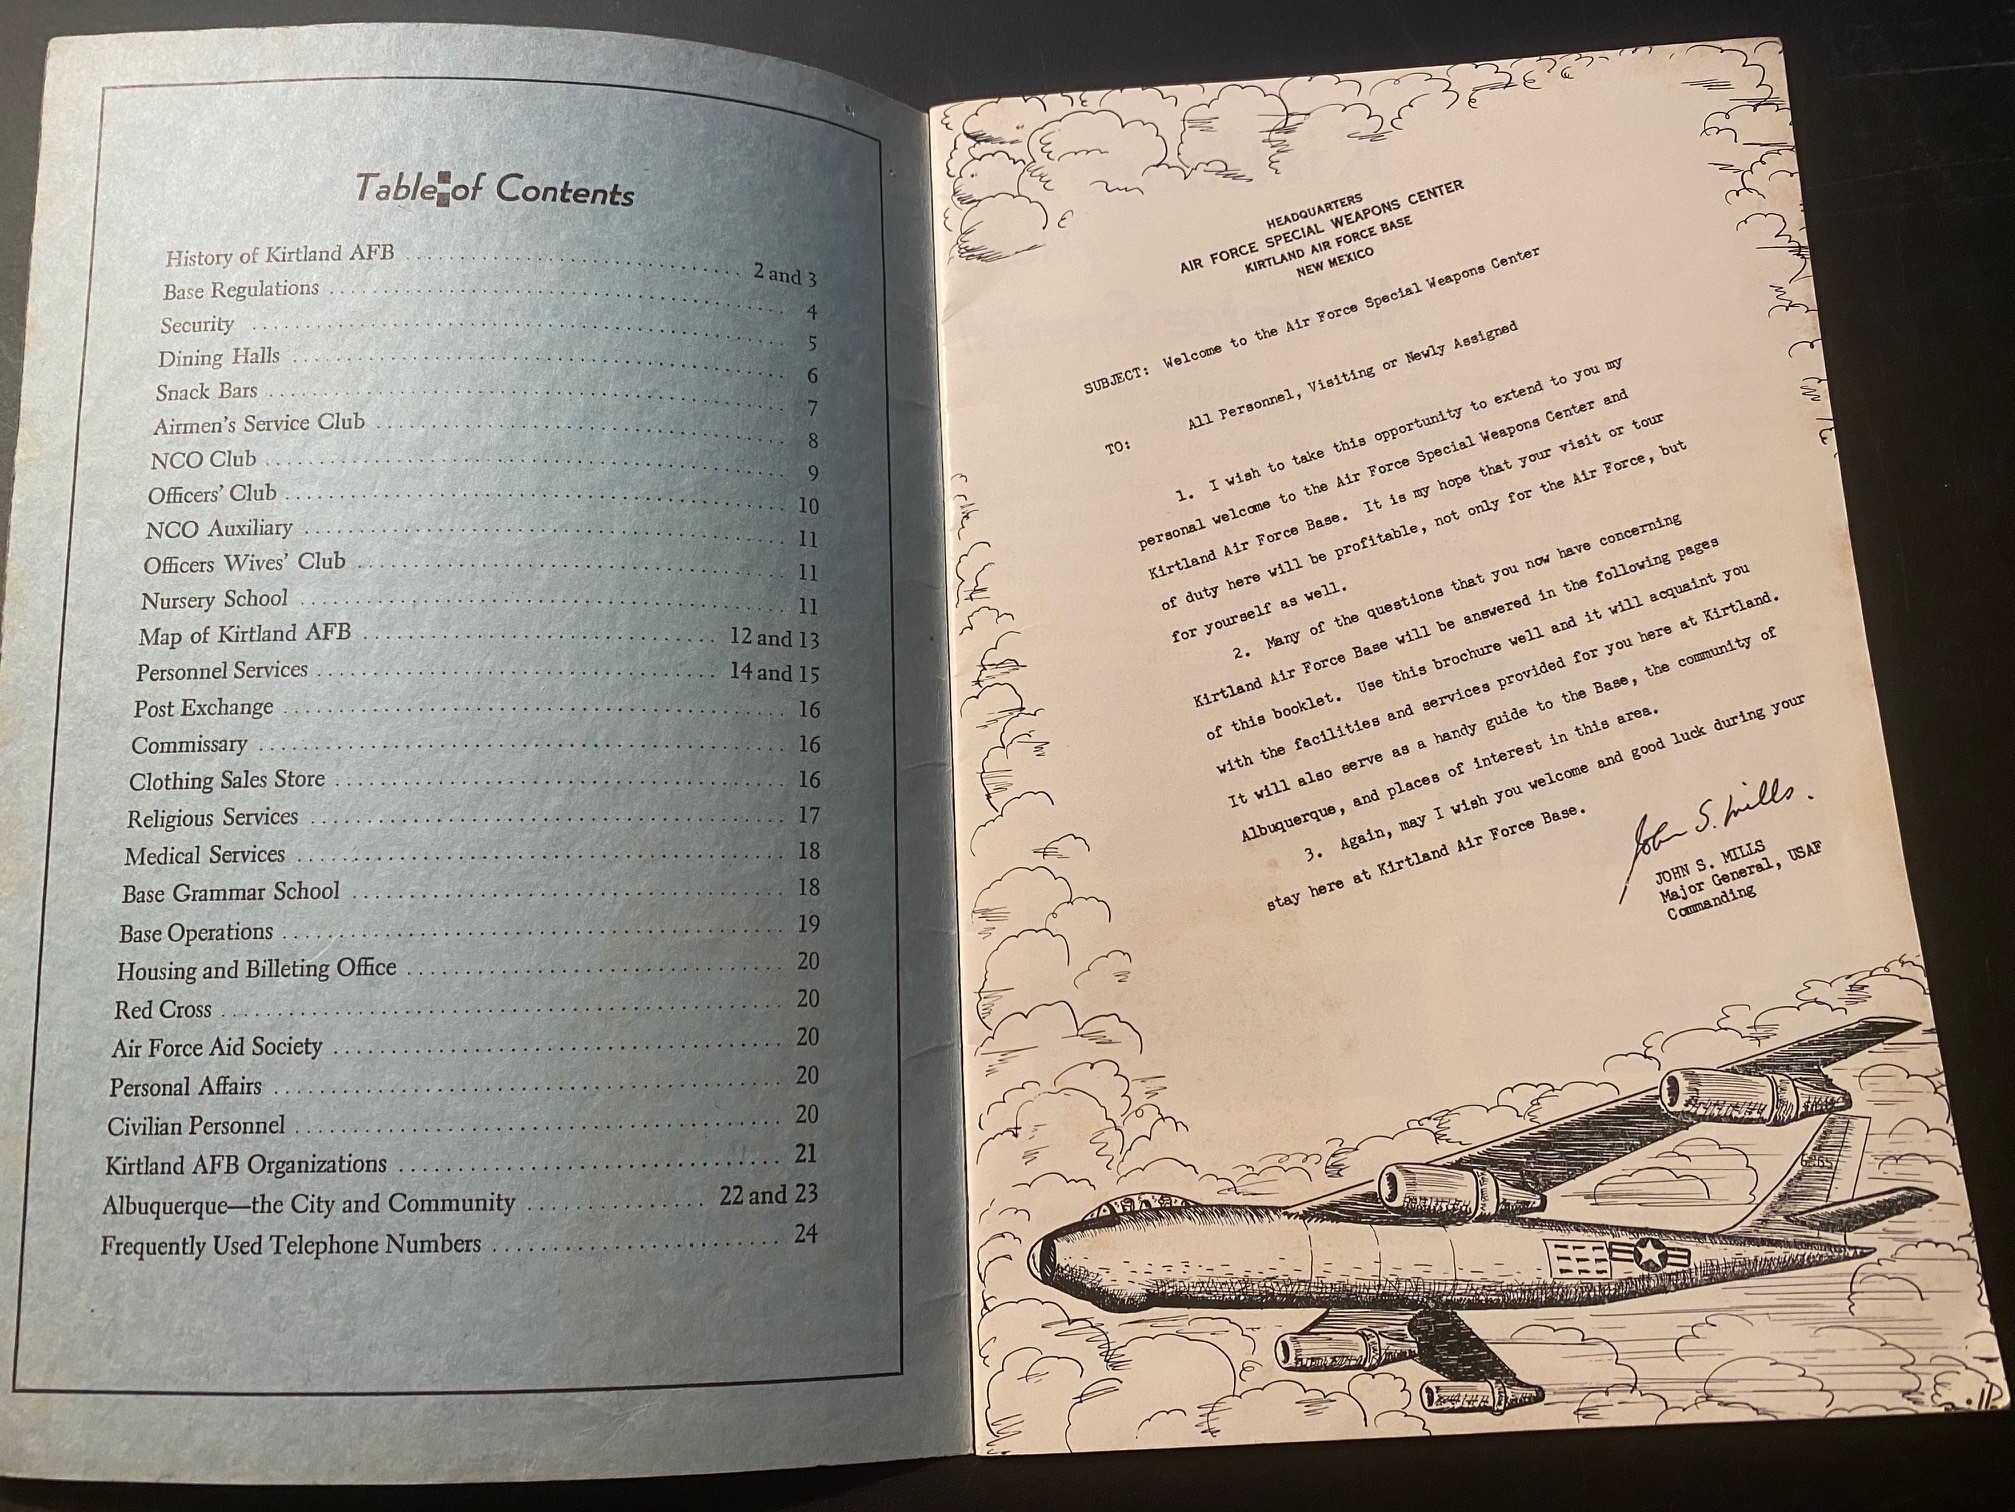 Table of Contents
History of Kirtland AFB . . . . . . . . . . . . . . . . . . . . 2 and 3
Base Regulations . . . . . . . . . . . . . . . . . . . . 4
Security . . . . . . . . . . . . . . . . . . . . 5
Dining Halls . . . . . . . . . . . . . . . . . . . . 6
Snack Bars . . . . . . . . . . . . . . . . . . . . 7
Airmen's Service Club . . . . . . . . . . . . . . . . . . . . 8
NCO Club . . . . . . . . . . . . . . . . . . . . 9
Officers' Club . . . . . . . . . . . . . . . . . . . . 10
NCO Auxiliary . . . . . . . . . . . . . . . . . . . . 11
Officers Wives' Club . . . . . . . . . . . . . . . . . . . . 11
Nursery School . . . . . . . . . . . . . . . . . . . . 11
Map of Kirtland AFB . . . . . . . . . . . . . . . . . . . . 12 and 13
Personnel Services . . . . . . . . . . . . . . . . . . . . 14 and 15
Post Exchange . . . . . . . . . . . . . . . . . . . . 16
Commissary . . . . . . . . . . . . . . . . . . . . 16
Clothing Sales Store . . . . . . . . . . . . . . . . . . . . 16
Religious Services . . . . . . . . . . . . . . . . . . . . 17
Medical Services . . . . . . . . . . . . . . . . . . . . 18
Base Grammar School . . . . . . . . . . . . . . . . . . . . 18
Base Operations . . . . . . . . . . . . . . . . . . . . 19
Housing and Billeting Office . . . . . . . . . . . . . . . . . . . . 20
Red Cross . . . . . . . . . . . . . . . . . . . . 20
Air Force Aid Society . . . . . . . . . . . . . . . . . . . . 20
Personal Affairs . . . . . . . . . . . . . . . . . . . . 20
Civilian Personnel . . . . . . . . . . . . . . . . . . . . 20
Kirtland AFB Organizations . . . . . . . . . . . . . . . . . . . . 21
Albuquerque—the City and Community . . . . . . . . . . . . . . 22 and 23
Frequently Used Telephone Numbers . . . . . . . . . . . . . . . . . . 24
HEADQUARTERS
AIR FORCE SPECIAL WEAPONS CENTER
KIRTLAND AIR FORCE BASE
NEW MEXICO
SUBJECT: Welcome to the Air Force Special Weapons Center
TO: All Personnel, Visiting or Newly Assigned
1. I wish to take this opportunity to extend to you my
personal welcome to the Air Force Special Weapons Center and
Kirtland Air Force Base. It is my hope that your visit or tour
of duty here will be profitable, not only for the Air Force, but
for yourself as well.
2. Many of the questions that you now have concerning
Kirtland Air Force Base will be answered in the following pages
of this booklet. Use this brochure well and it will acquaint you
with the facilities and services provided for you here at Kirtland.
It will also serve as a handy guide to the Base, the community of
Albuquerque, and places of interest in this area.
3. Again, may I wish you welcome and good luck during your
stay here at Kirtland Air Force Base.
John S. Mills
JOHN S. MILLS
Major General, USAF
Commanding